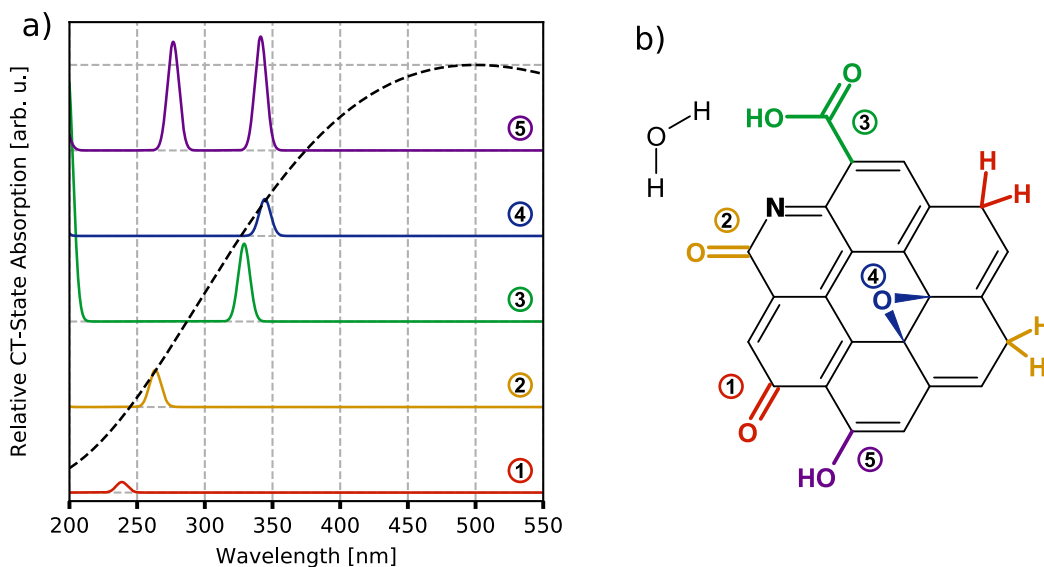 a)
Relative CT-State Absorption [arb. u.]
5
4
3
2
1
200 250 300 350 400 450 500 550
Wavelength [nm]
b)
H
O
H
O
HO
3
H
H
N
2
O
4
O
H
H
1
O
5
HO